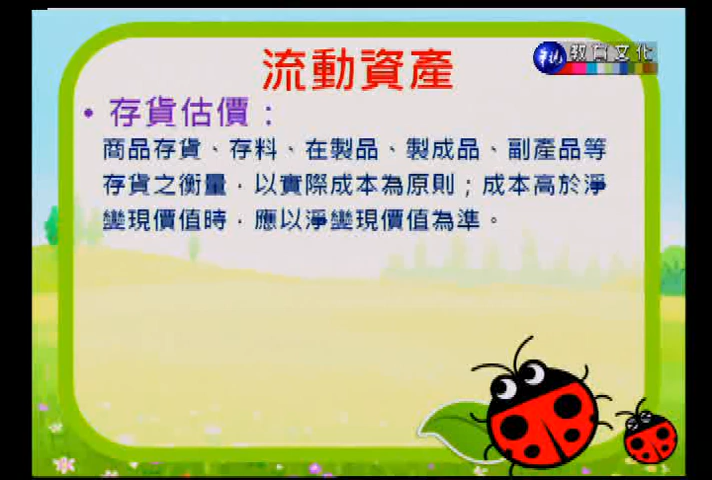 流動資產
教育文化
• 存貨估價：
商品存貨、存料、在製品、製成品、副產品等
存貨之衡量，以實際成本為原則；成本高於淨
變現價值時，應以淨變現價值為準。